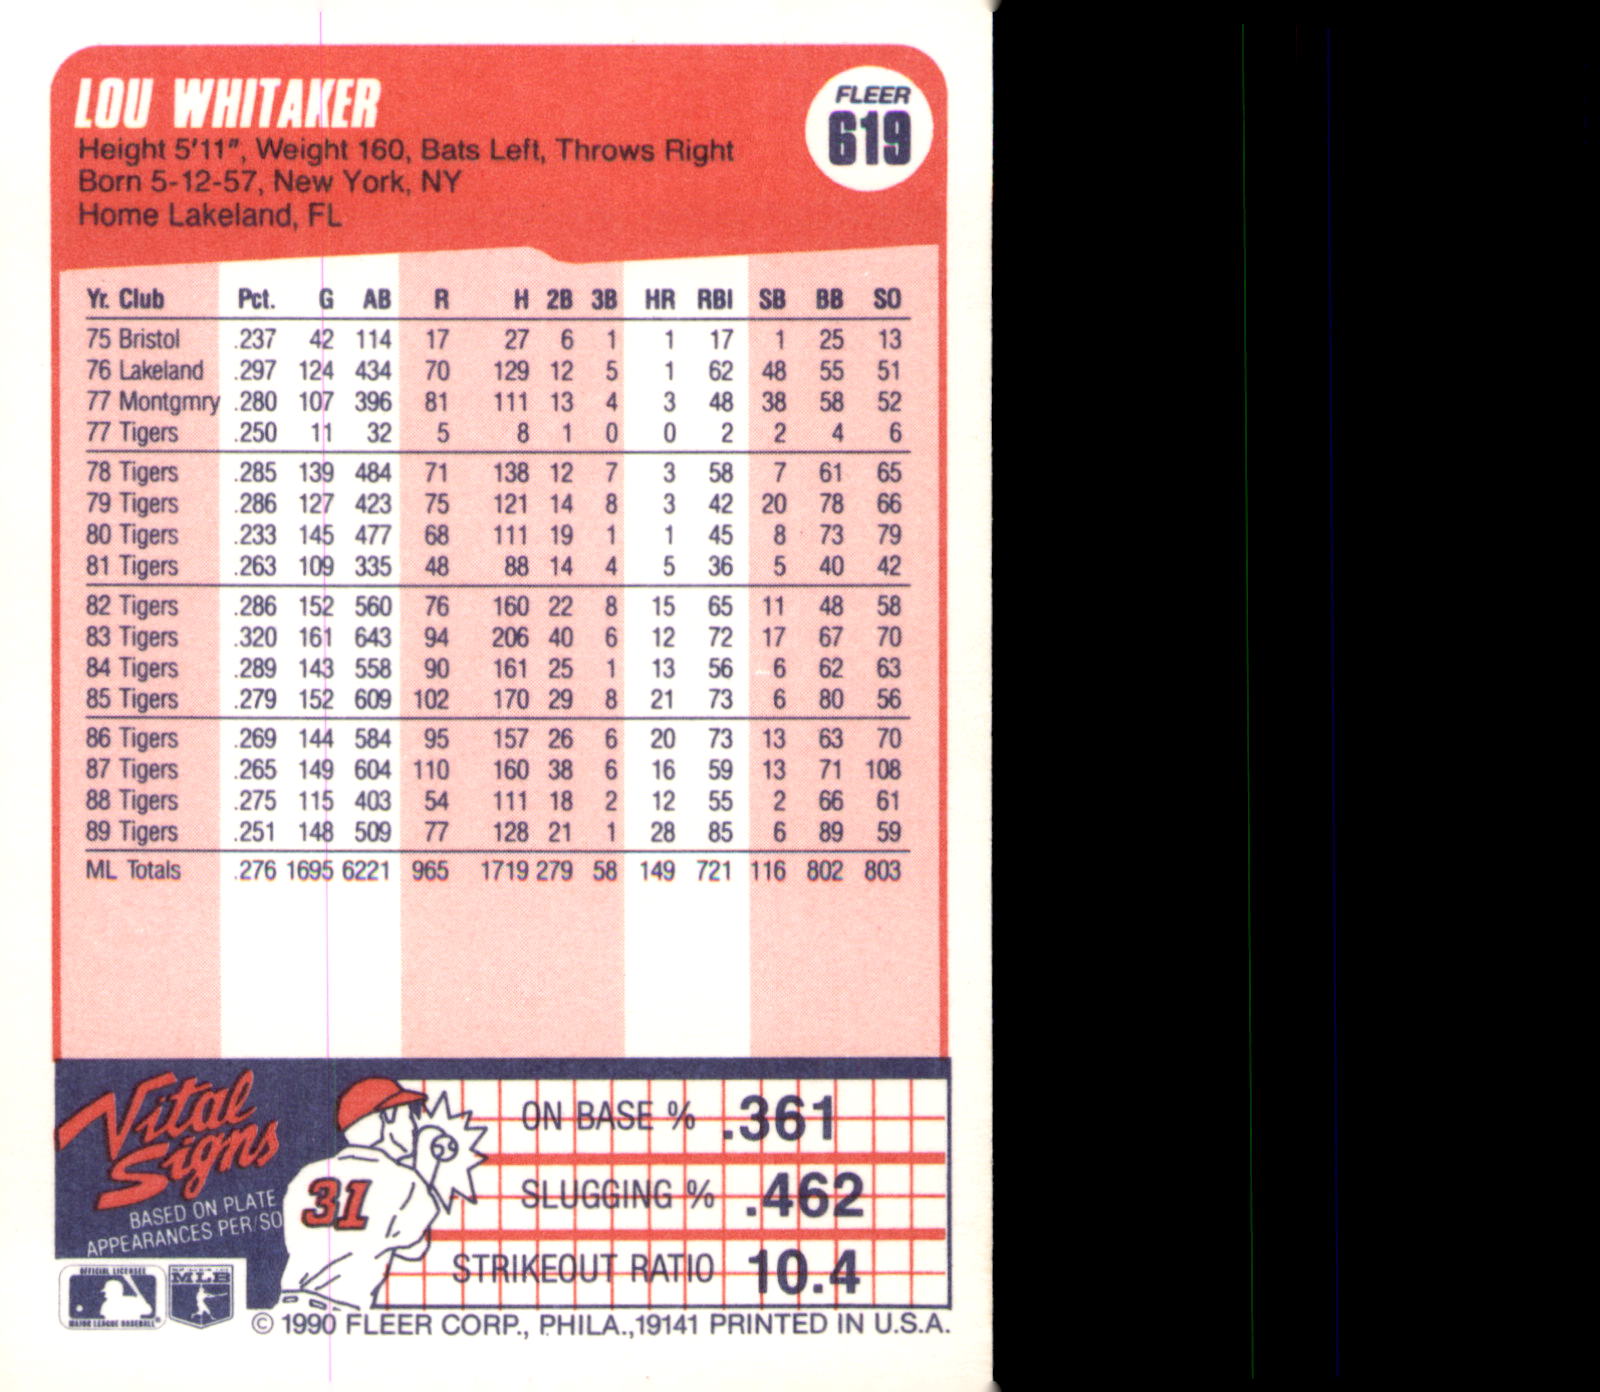 LOU WHITAKER
FLEER
619
Height 5'11", Weight 160, Bats Left, Throws Right
Born 5-12-57, New York, NY
Home Lakeland, FL
Yr. Club Pct. G AB R H 2B 3B HR RBI SB BB SO
75 Bristol .237 42 114 17 27 6 1 1 17 1 25 13
76 Lakeland .297 124 434 70 129 12 5 1 62 48 55 51
77 Montgmry .280 107 396 81 111 13 4 3 48 38 58 52
77 Tigers .250 11 32 5 8 1 0 0 2 2 4 6
78 Tigers .285 139 484 71 138 12 7 3 58 7 61 65
79 Tigers .286 127 423 75 121 14 8 3 42 20 78 66
80 Tigers .233 145 477 68 111 19 1 1 45 8 73 79
81 Tigers .263 109 335 48 88 14 4 5 36 5 40 42
82 Tigers .286 152 560 76 160 22 8 15 65 11 48 58
83 Tigers .320 161 643 94 206 40 6 12 72 17 67 70
84 Tigers .289 143 558 90 161 25 1 13 56 6 62 63
85 Tigers .279 152 609 102 170 29 8 21 73 6 80 56
86 Tigers .269 144 584 95 157 26 6 20 73 13 63 70
87 Tigers .265 149 604 110 160 38 6 16 59 13 71 108
88 Tigers .275 115 403 54 111 18 2 12 55 2 66 61
89 Tigers .251 148 509 77 128 21 1 28 85 6 89 59
ML Totals .276 1695 6221 965 1719 279 58 149 721 116 802 803
Vital
Signs
BASED ON PLATE
APPEARANCES PER/SO
31
ON BASE % .361
SLUGGING % .462
STRIKEOUT RATIO 10.4
OFFICIAL LICENSEE
MAJOR LEAGUE BASEBALL
MLB
© 1990 FLEER CORP., PHILA.,19141 PRINTED IN U.S.A.